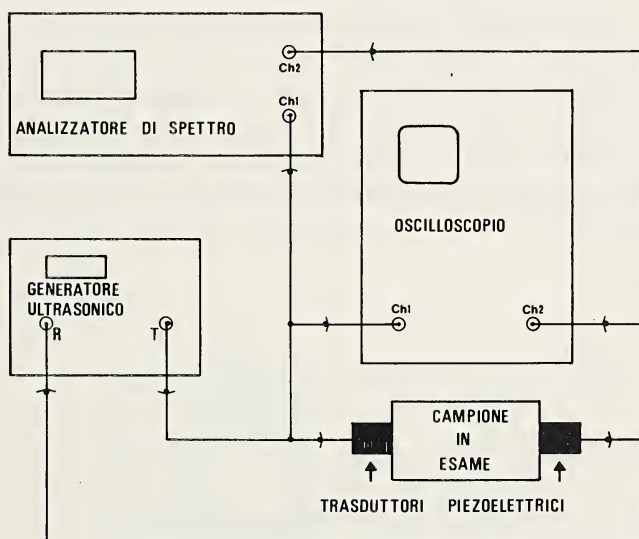 Ch2
Ch1
ANALIZZATORE DI SPETTRO
OSCILLOSCOPIO
GENERATORE
ULTRASONICO
R
T
Ch1
Ch2
CAMPIONE
IN
ESAME
TRASDUTTORI PIEZOELETTRICI